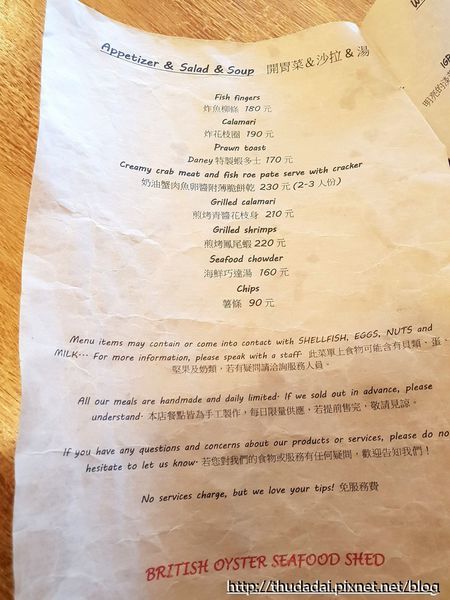 Appetizer & Salad & Soup 開胃菜＆沙拉＆湯
Fish fingers
炸魚柳條 180 元
Calamari
炸花枝圈 190 元
Prawn toast
Daney特製蝦多士 170 元
Creamy crab meat and fish roe pate serve with cracker
奶油蟹肉魚卵醬附薄脆餅乾 230 元 (2-3 人份)
Grilled calamari
煎烤青醬花枝身 210 元
Grilled shrimps
煎烤鳳尾蝦 220 元
Seafood chowder
海鮮巧達湯 160 元
Chips
薯條 90 元
Menu items may contain or come into contact with SHELLFISH, EGGS, NUTS and
MILK… For more information, please speak with a staff. 此菜單上食物可能含有貝類、蛋、
堅果及奶類，若有疑問請洽詢服務人員。
All our meals are handmade and daily limited. If we sold out in advance, please
understand. 本店餐點皆為手工製作，每日限量供應，若提前售完，敬請見諒。
If you have any questions and concerns about our products or services, please do no
hesitate to let us know. 若您對我們的食物或服務有任何疑問，歡迎告知我們！
No services charge, but we love your tips! 免服務費
BRITISH OYSTER SEAFOOD SHED
明亮的
http://thudadai.pixnet.net/blog